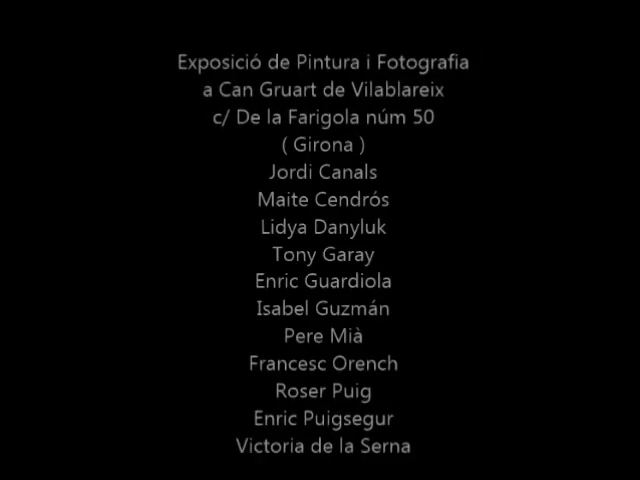 Exposició de Pintura i Fotografia
a Can Gruart de Vilablareix
c/ De la Farigola núm 50
( Girona )
Jordi Canals
Maite Cendrós
Lidya Danyluk
Tony Garay
Enric Guardiola
Isabel Guzmán
Pere Mià
Francesc Orench
Roser Puig
Enric Puigsegur
Victoria de la Serna